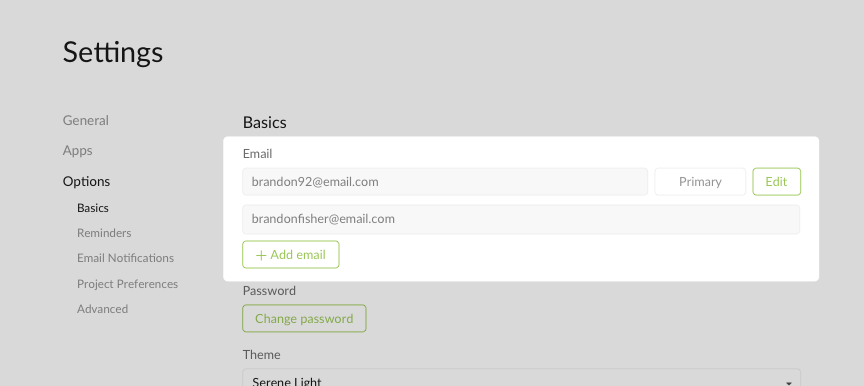 Settings
General
Apps
Options
Basics
Reminders
Email Notifications
Project Preferences
Advanced
Basics
Email
brandon92@email.com Primary Edit
brandonfisher@email.com
+ Add email
Password
Change password
Theme
Serene Light